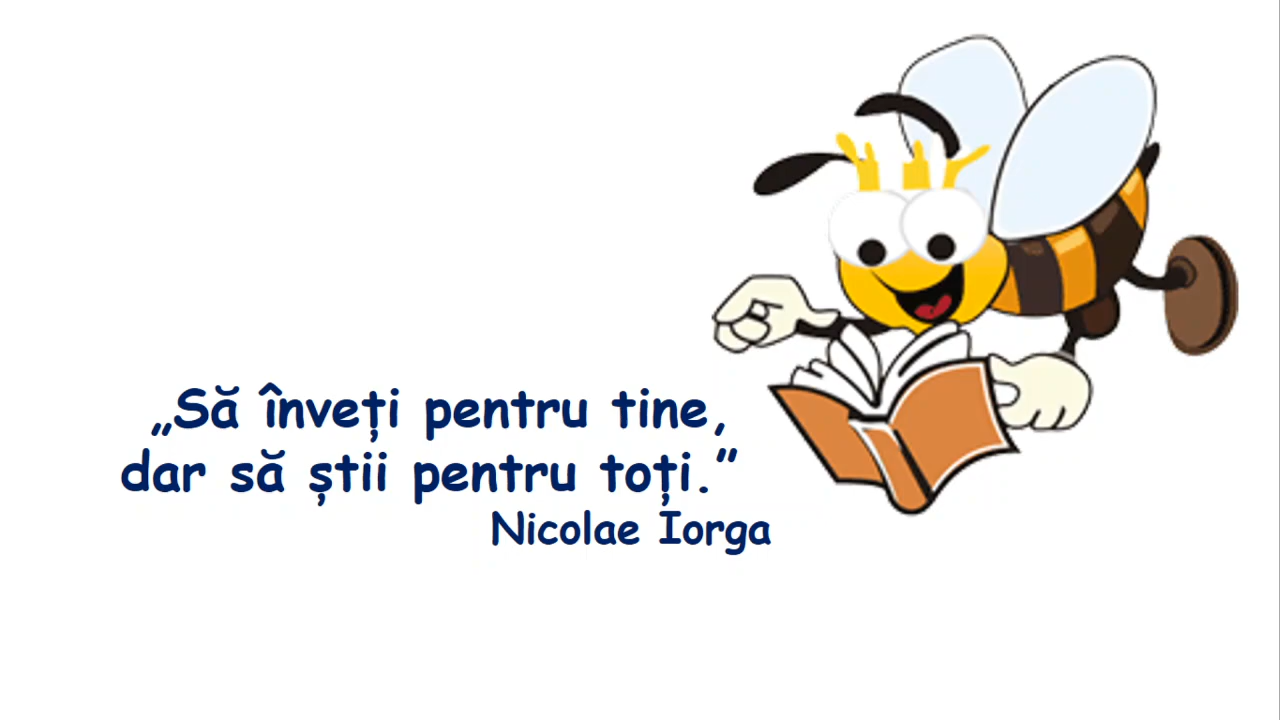 „Să înveți pentru tine,
dar să știi pentru toți.”
Nicolae Iorga